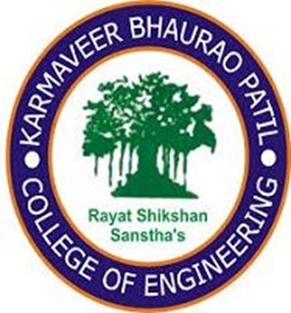 KARMAVEER BHAURAO PATIL
Rayat Shikshan
Sanstha's
COLLEGE OF ENGINEERING